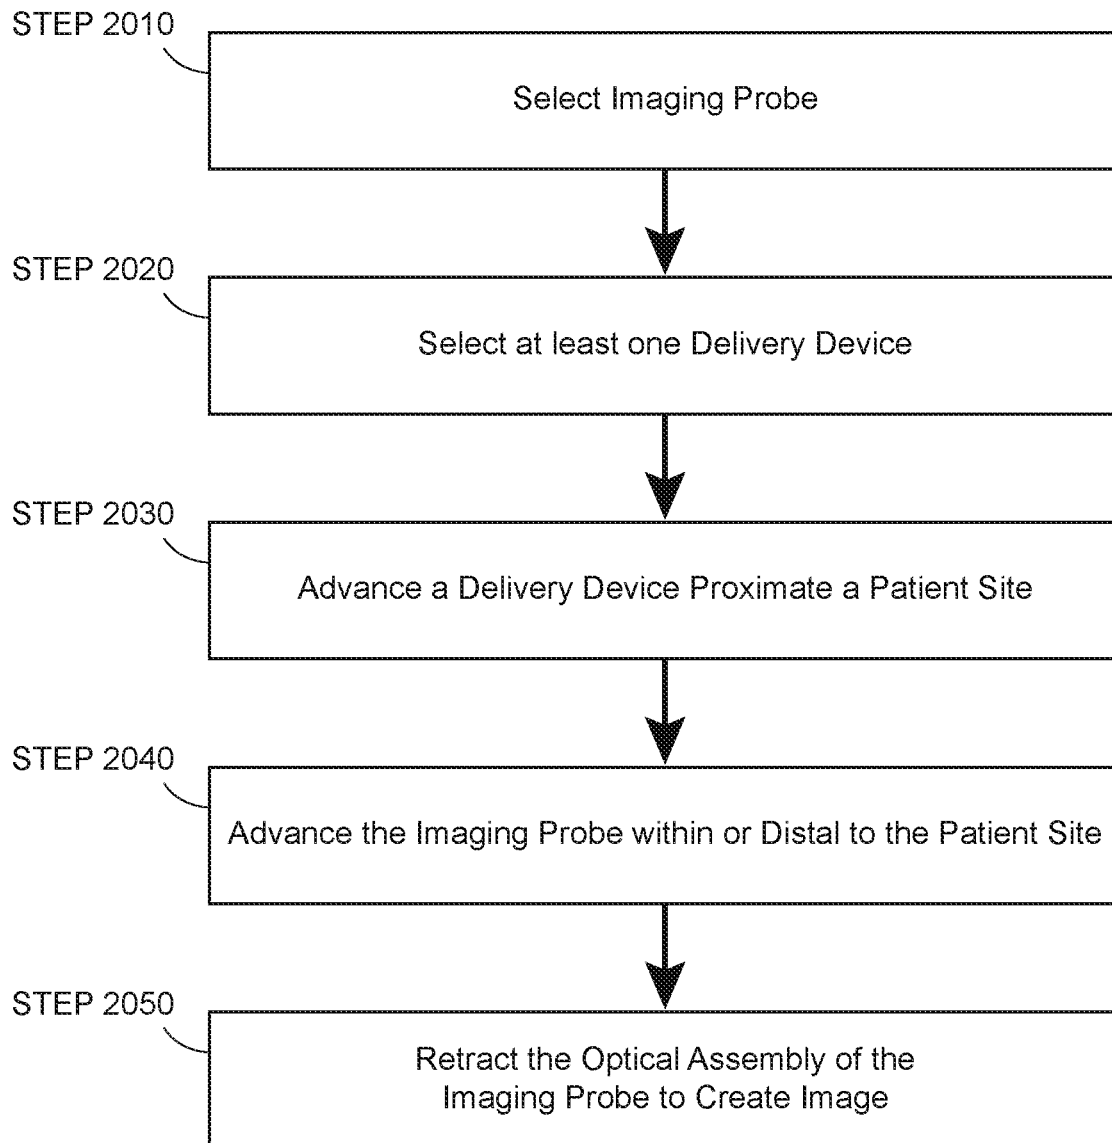 STEP 2010
Select Imaging Probe
STEP 2020
Select at least one Delivery Device
STEP 2030
Advance a Delivery Device Proximate a Patient Site
STEP 2040
Advance the Imaging Probe within or Distal to the Patient Site
STEP 2050
Retract the Optical Assembly of the
Imaging Probe to Create Image